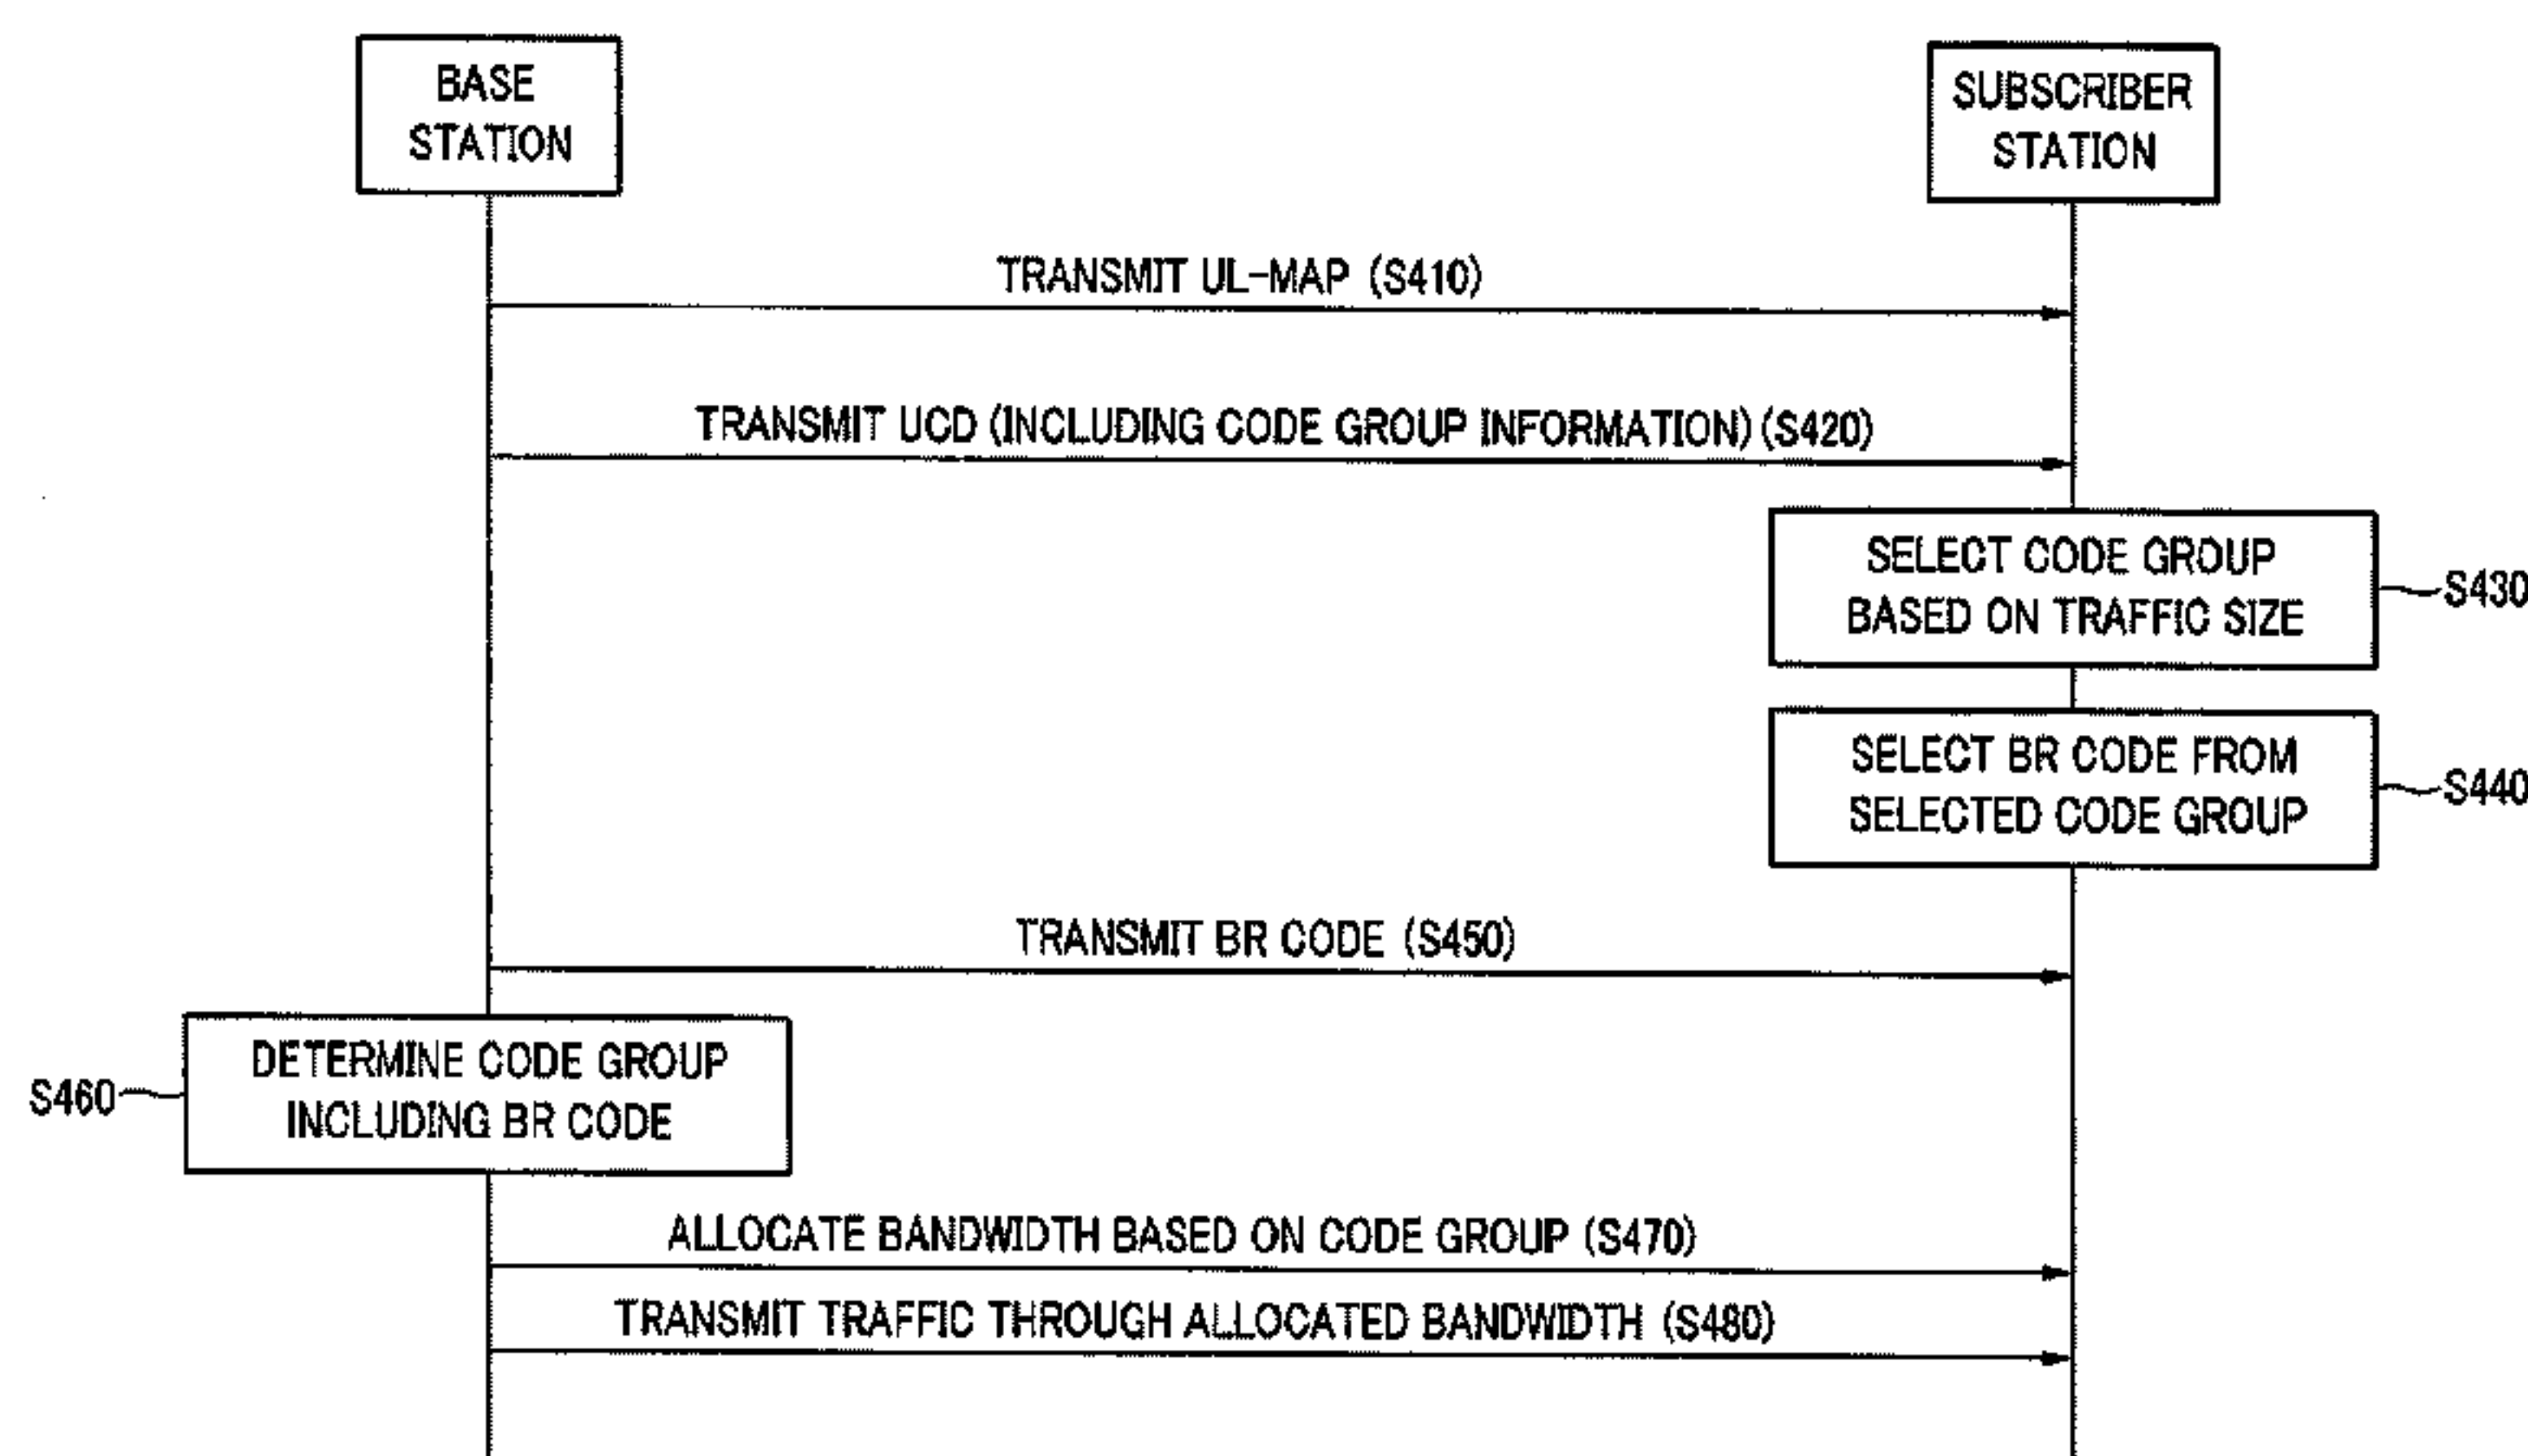 BASE
STATION
SUBSCRIBER
STATION
TRANSMIT UL-MAP (S410)
TRANSMIT UCD (INCLUDING CODE GROUP INFORMATION) (S420)
SELECT CODE GROUP
BASED ON TRAFFIC SIZE
S430
SELECT BR CODE FROM
SELECTED CODE GROUP
S440
TRANSMIT BR CODE (S450)
DETERMINE CODE GROUP
INCLUDING BR CODE
S460
ALLOCATE BANDWIDTH BASED ON CODE GROUP (S470)
TRANSMIT TRAFFIC THROUGH ALLOCATED BANDWIDTH (S480)